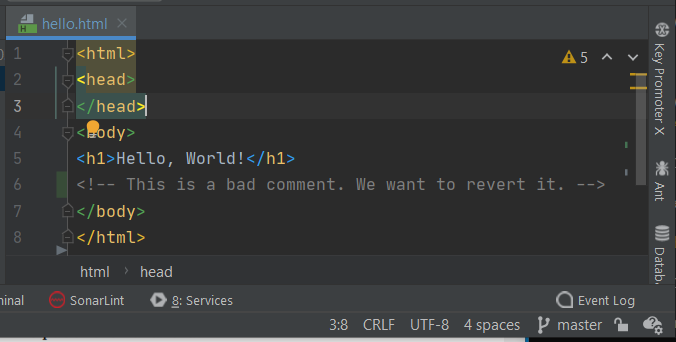 hello.html
1 <html>
2 <head>
3 </head>
4 <body>
5 <h1>Hello, World!</h1>
6 <!-- This is a bad comment. We want to revert it. -->
7 </body>
8 </html>
5
Key Promoter X
Ant
html > head
SonarLint
8: Services
Event Log
3:8 CRLF UTF-8 4 spaces master